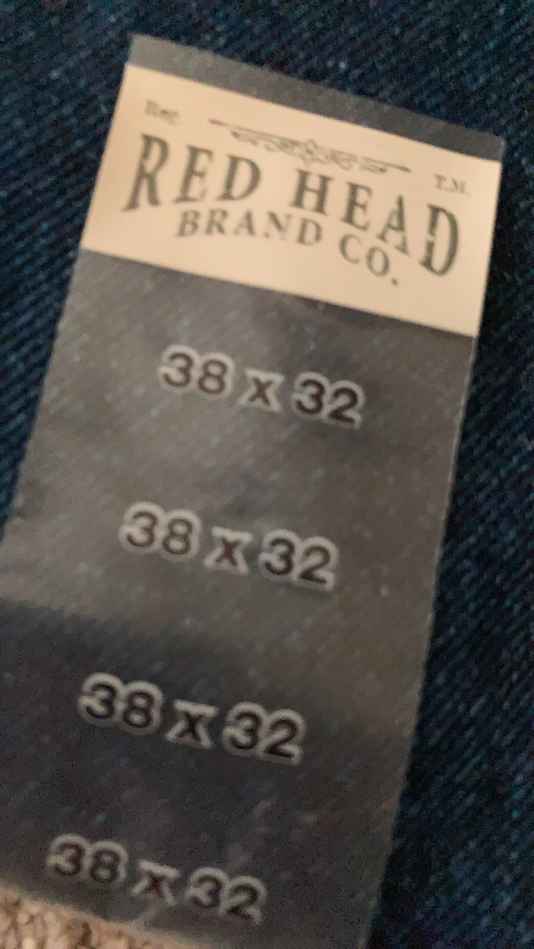 Reg. T.M.
RED HEAD
BRAND CO.
38 x 32
38 x 32
38 x 32
38 x 32